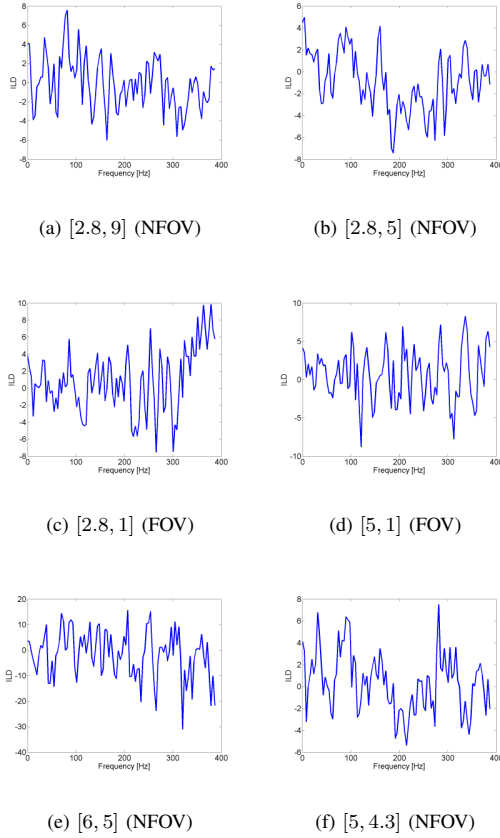 8
6
4
2
0
-2
-4
-6
-8
ILD
0 100 200 300 400
Frequency [Hz]
(a) [2.8, 9] (NFOV)
6
4
2
0
-2
-4
-6
-8
ILD
0 100 200 300 400
Frequency [Hz]
(b) [2.8, 5] (NFOV)
10
8
6
4
2
0
-2
-4
-6
-8
ILD
0 100 200 300 400
Frequency [Hz]
(c) [2.8, 1] (FOV)
10
5
0
-5
-10
ILD
0 100 200 300 400
Frequency [Hz]
(d) [5, 1] (FOV)
20
10
0
-10
-20
-30
-40
ILD
0 100 200 300 400
Frequency [Hz]
(e) [6, 5] (NFOV)
8
6
4
2
0
-2
-4
-6
ILD
0 100 200 300 400
Frequency [Hz]
(f) [5, 4.3] (NFOV)